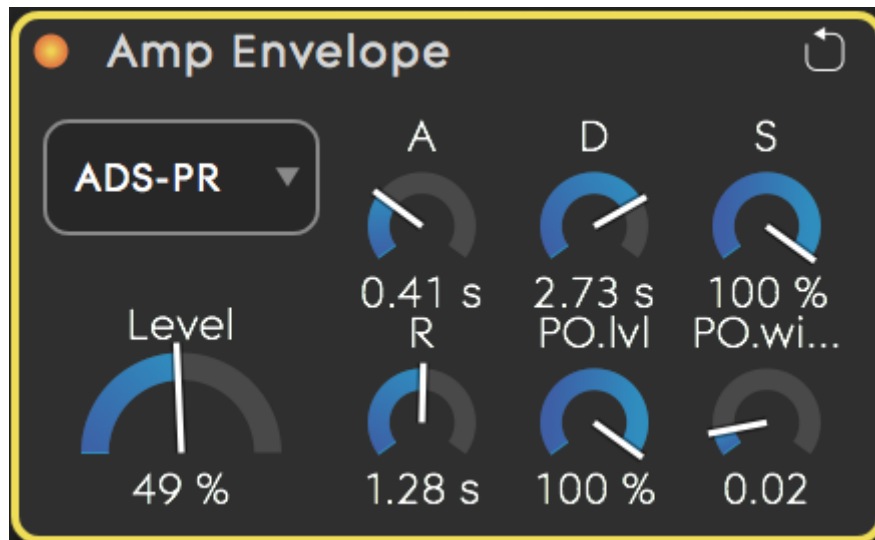 Amp Envelope
ADS-PR
A D S
0.41 s 2.73 s 100 %
Level
R PO.lvl PO.wi...
49 % 1.28 s 100 % 0.02